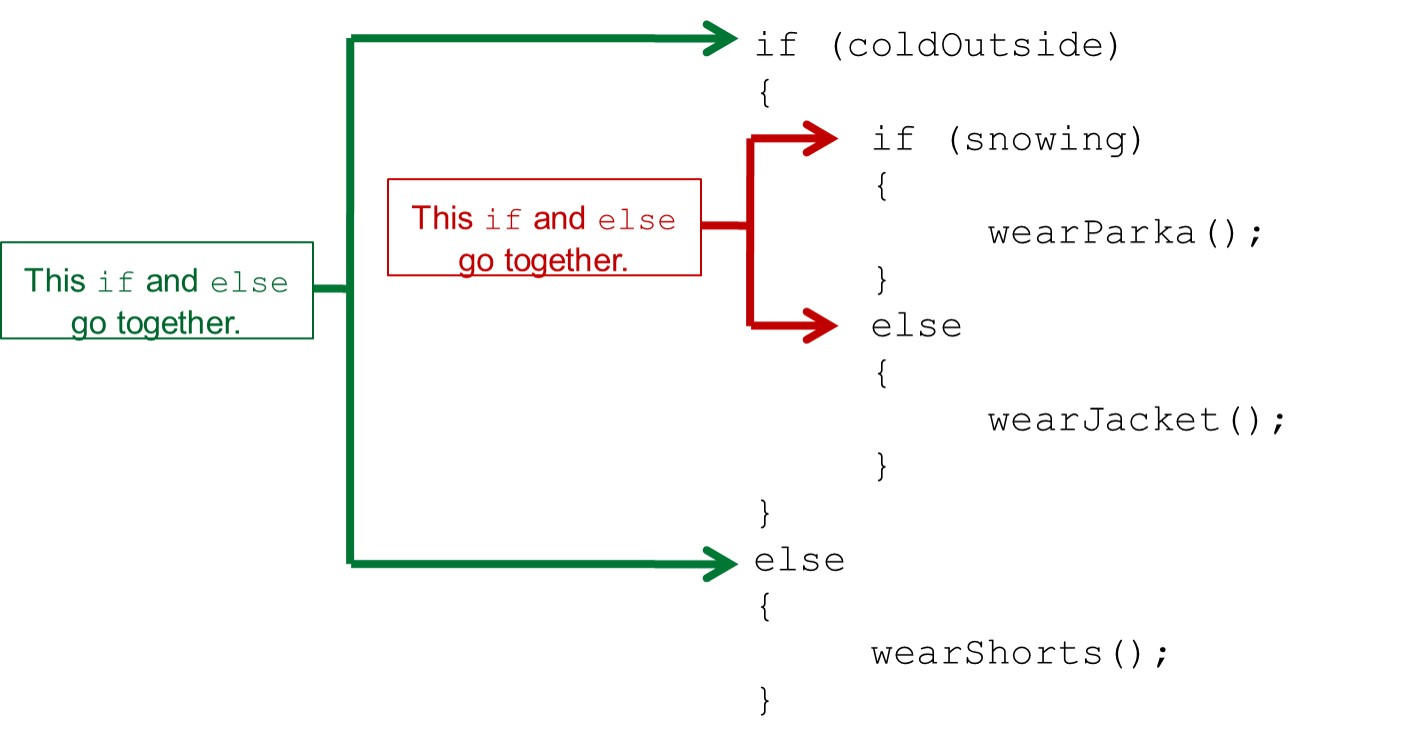 if (coldOutside)
{
if (snowing)
{
This if and else
go together.
wearParka();
}
This if and else
go together.
else
{
wearJacket();
}
}
else
{
wearShorts();
}